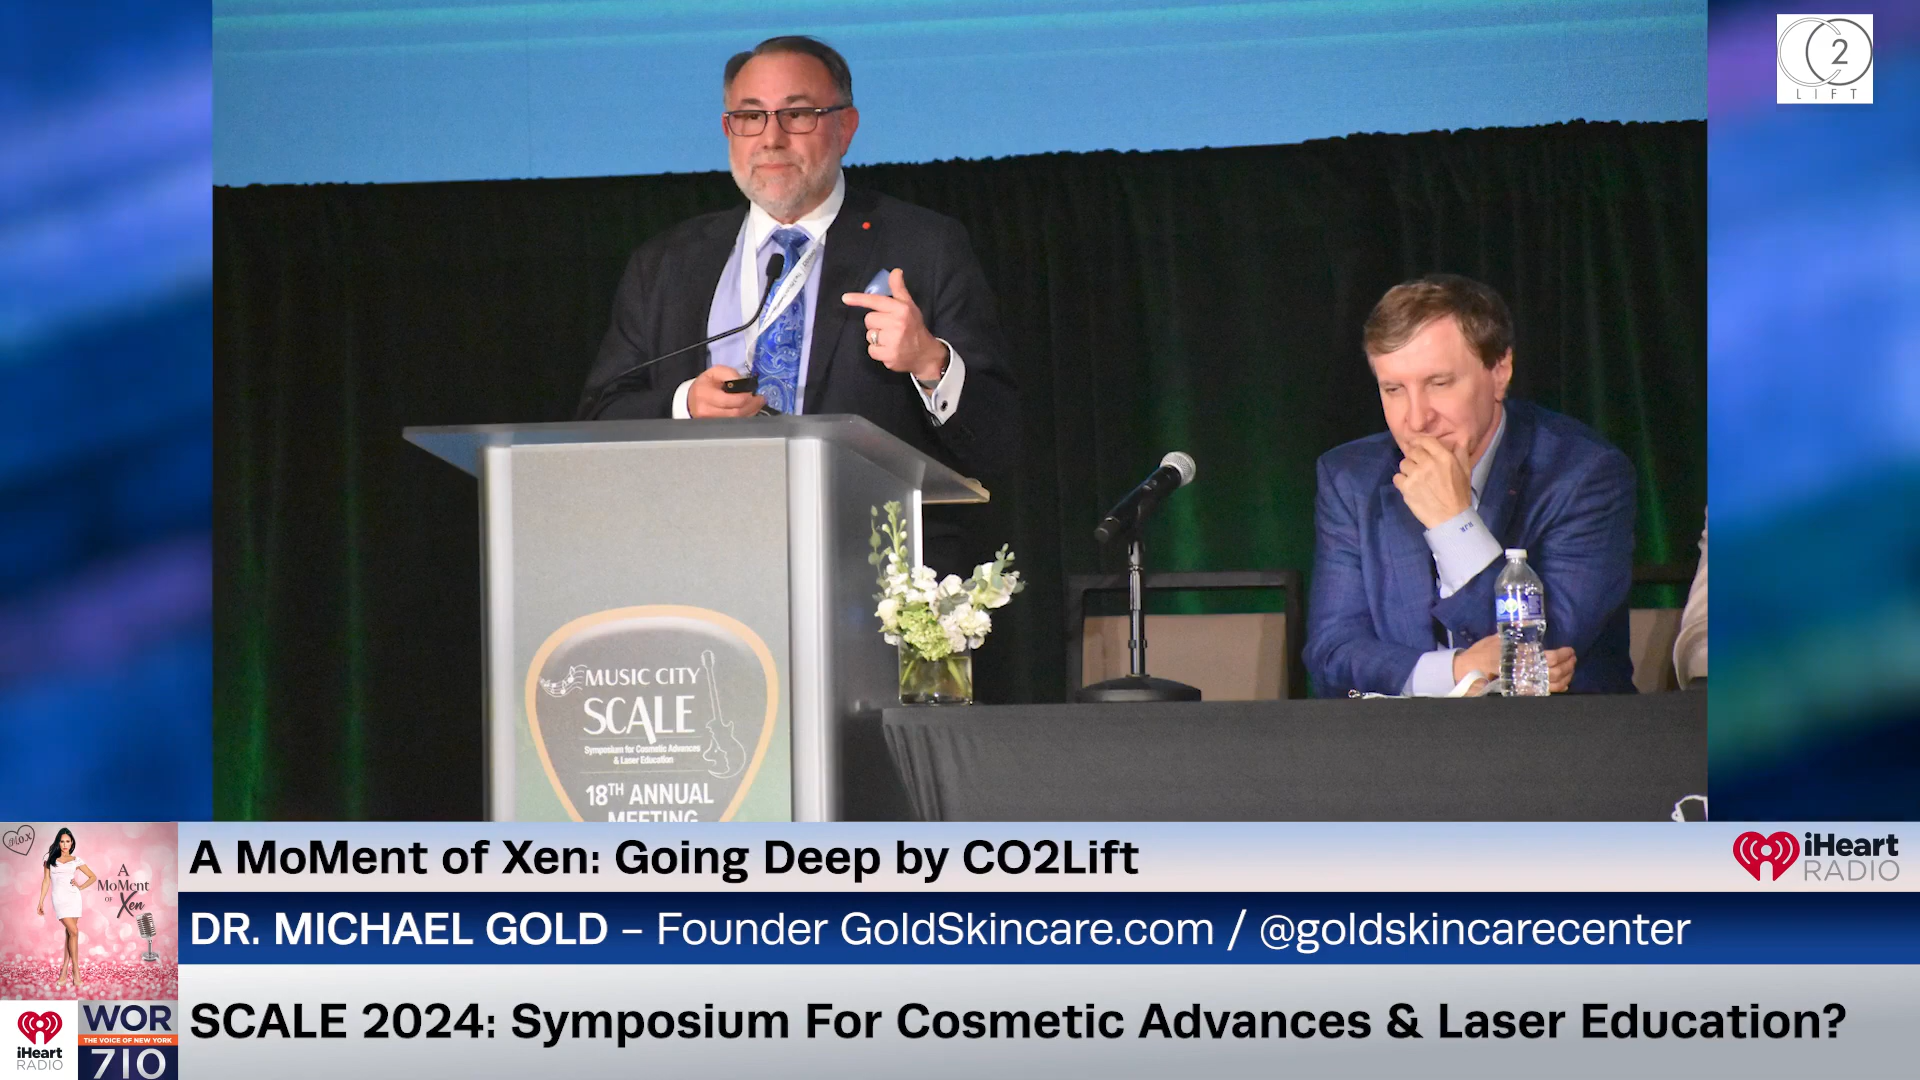 CO2
LIFT
MUSIC CITY
SCALE
Symposium for Cosmetic Advances
& Laser Education
18TH ANNUAL
MEETING
A MoMent of Xen: Going Deep by CO2Lift
iHeart
RADIO
DR. MICHAEL GOLD – Founder GoldSkincare.com / @goldskincarecenter
SCALE 2024: Symposium For Cosmetic Advances & Laser Education?
M.O.X
A
MoMent
OF Xen
iHeart
RADIO
WOR
THE VOICE OF NEW YORK
710